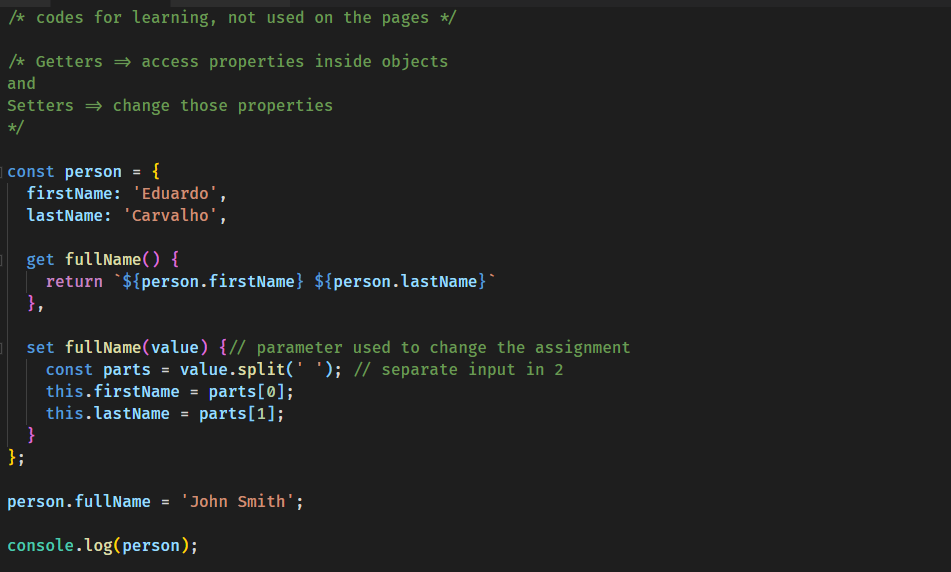 /* codes for learning, not used on the pages */
/* Getters => access properties inside objects
and
Setters => change those properties
*/
const person = {
firstName: 'Eduardo',
lastName: 'Carvalho',
get fullName() {
return `${person.firstName} ${person.lastName}`
},
set fullName(value) {// parameter used to change the assignment
const parts = value.split(' '); // separate input in 2
this.firstName = parts[0];
this.lastName = parts[1];
}
};
person.fullName = 'John Smith';
console.log(person);